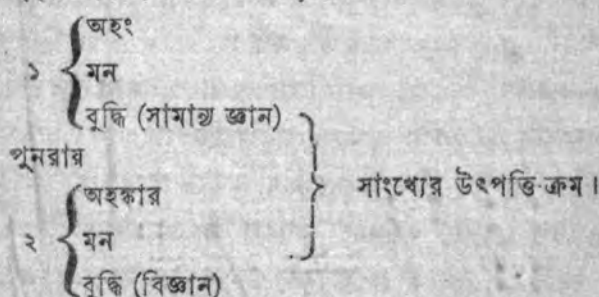 অহং
১ মন
বুদ্ধি (সামান্য জ্ঞান)
পুনরায়
অহঙ্কার
২ মন
বুদ্ধি (বিজ্ঞান)
সাংখ্যের উৎপত্তি-ক্রম।